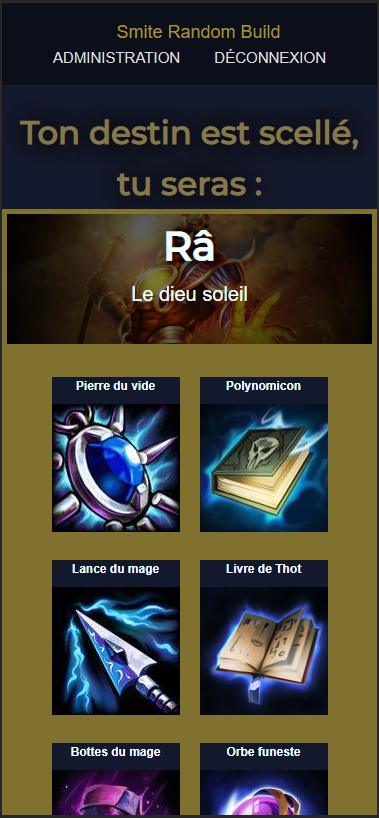 Smite Random Build
ADMINISTRATION DÉCONNEXION
Ton destin est scellé,
tu seras :
Râ
Le dieu soleil
Pierre du vide Polynomicon
Lance du mage Livre de Thot
Bottes du mage Orbe funeste